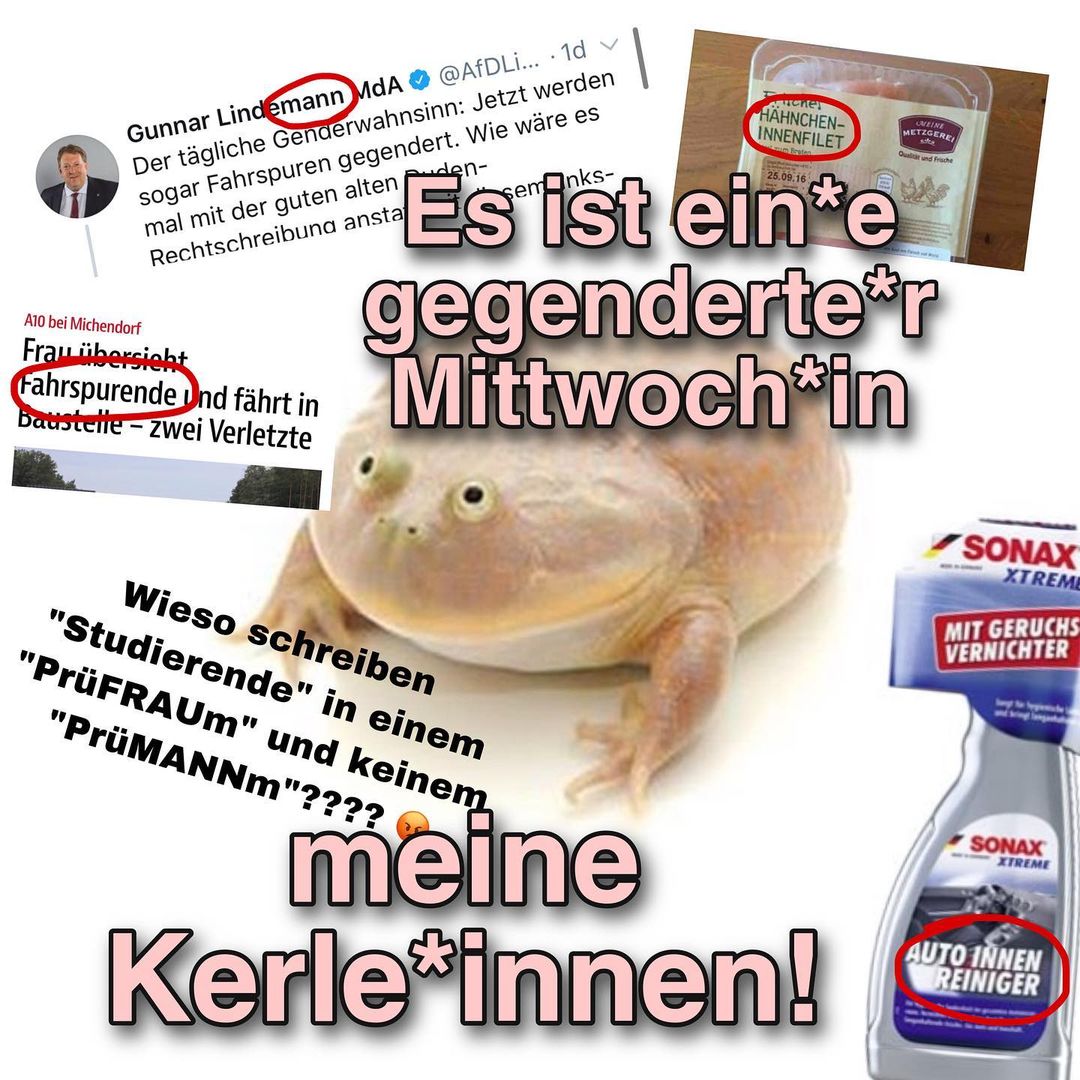 Gunnar Lindemann MdA @AfDLi... · 1d
Der tägliche Genderwahnsinn: Jetzt werden
sogar Fahrspuren gegendert. Wie wäre es
mal mit der guten alten Duden-
Rechtschreibung
HÄHNCHEN-
INNENFILET
25.09.16
MEINE
METZGEREI
Qualität und Frische
Es ist ein*e
gegenderte*r
Mittwoch*in
A10 bei Michendorf
Frau übersieht
Fahrspurende und fährt in
Baustelle – zwei Verletzte
Wieso schreiben
"Studierende" in einem
"PrüFRAUm" und keinem
"PrüMANNm"???? 😡
SONAX
XTREME
MIT GERUCHS
VERNICHTER
SONAX
XTREME
AUTO INNEN
REINIGER
meine
Kerle*innen!